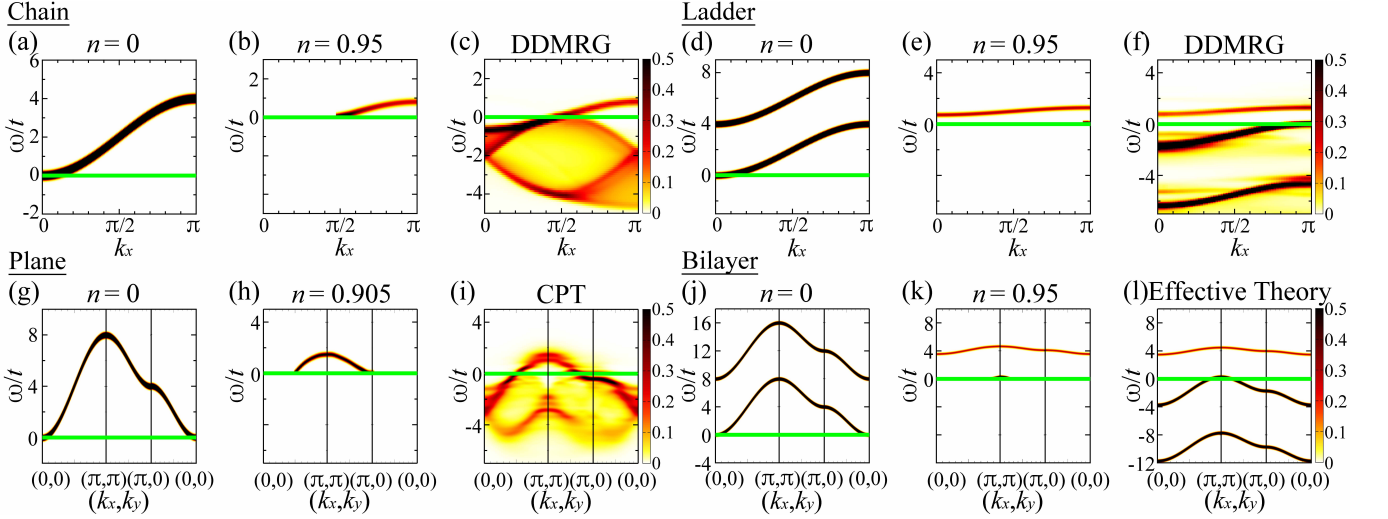 Chain
Ladder
(a) n = 0
(b) n = 0.95
(c) DDMRG
(d) n = 0
(e) n = 0.95
(f) DDMRG
ω/t 6 4 2 0 -2
0 π/2 π
kx
ω/t 2 0 -2 -4
0 π/2 π
kx
ω/t 2 0 -2 -4
0 π/2 π
kx
0.5 0.4 0.3 0.2 0.1 0
ω/t 8 4 0
0 π/2 π
kx
ω/t 4 0 -4
0 π/2 π
kx
ω/t 4 0 -4
0 π/2 π
kx
0.5 0.4 0.3 0.2 0.1 0
Plane
Bilayer
(g) n = 0
(h) n = 0.905
(i) CPT
(j) n = 0
(k) n = 0.95
(l) Effective Theory
ω/t 8 4 0
(0,0) (π,π) (π,0) (0,0)
(kx,ky)
ω/t 4 0 -4
(0,0) (π,π) (π,0) (0,0)
(kx,ky)
ω/t 4 0 -4
(0,0) (π,π) (π,0) (0,0)
(kx,ky)
0.5 0.4 0.3 0.2 0.1 0
ω/t 16 12 8 4 0 -4
(0,0) (π,π) (π,0) (0,0)
(kx,ky)
ω/t 8 4 0 -4 -8
(0,0) (π,π) (π,0) (0,0)
(kx,ky)
ω/t 8 4 0 -4 -8 -12
(0,0) (π,π) (π,0) (0,0)
(kx,ky)
0.5 0.4 0.3 0.2 0.1 0